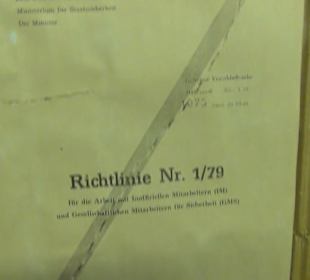 Ministerium für Staatssicherheit
Der Minister
Geheime Verschlußsache
Richtlinie Nr. 1/79
für die Arbeit mit Inoffiziellen Mitarbeitern (IM)
und Gesellschaftlichen Mitarbeitern für Sicherheit (GMS)